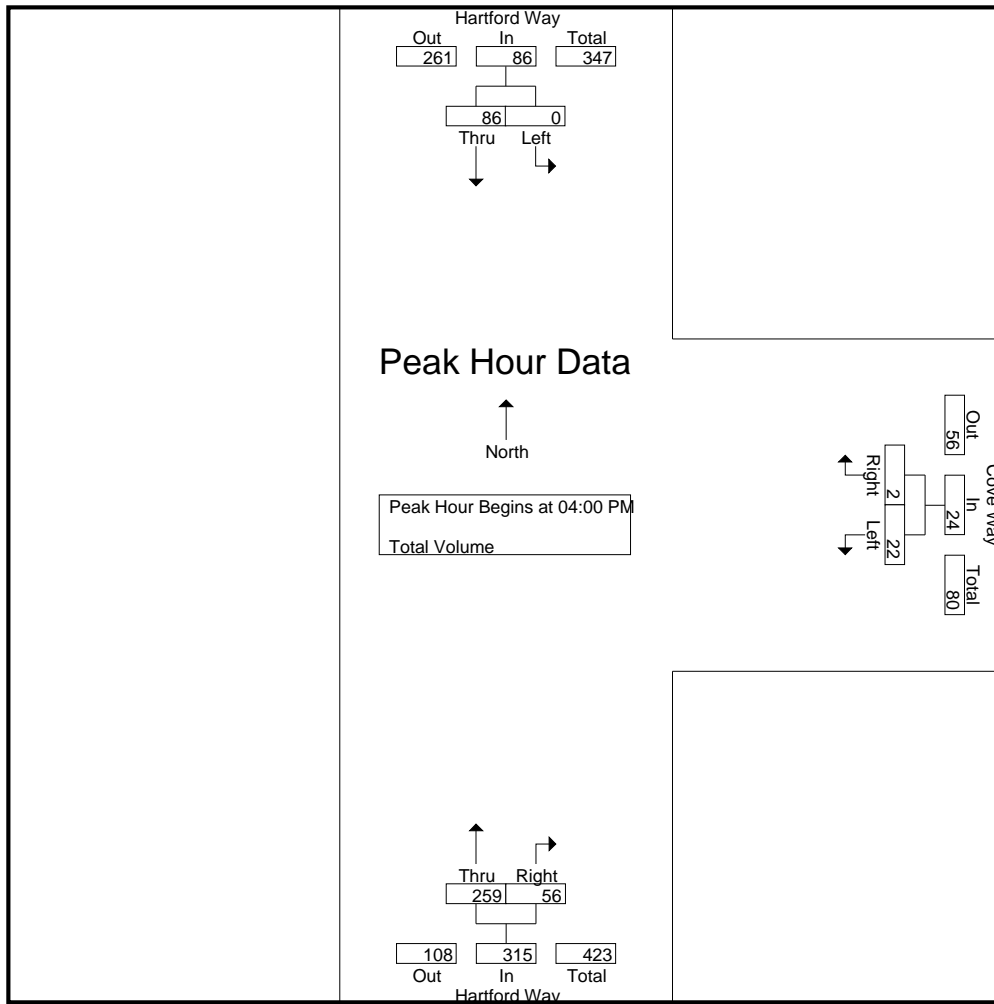 Hartford Way
Out In Total
261 86 347
86 0
Thru Left
Peak Hour Data
North
Peak Hour Begins at 04:00 PM
Total Volume
Right Left
2 22
Out In Total
56 24 80
Cove Way
Thru Right
259 56
108 315 423
Out In Total
Hartford Way